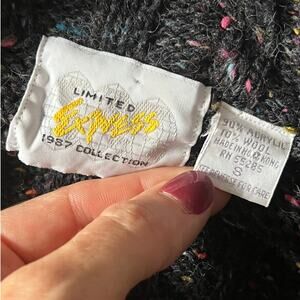 LIMITED
Express
1987 COLLECTION
90% ACRYLIC
10% WOOL
MADE IN HONG KONG
RN 55285
S
SEE REVERSE FOR CARE